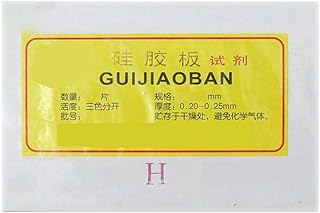 硅胶板 试剂
GUIJIAOBAN
数量: 片 规格: mm
活度: 三色分开 厚度: 0.20-0.25mm
批号: 贮存于干燥处, 避免化学气体.
H